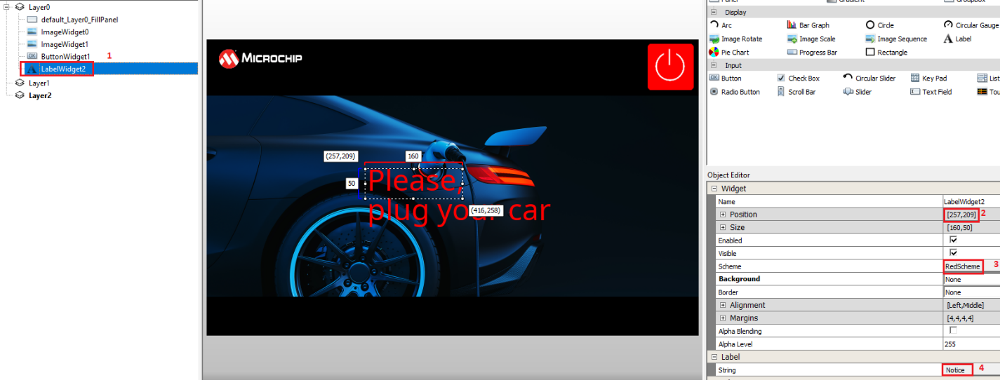 Layer0
default_Layer0_FillPanel
ImageWidget0
ImageWidget1
ButtonWidget1 1
LabelWidget2
Layer1
Layer2
MICROCHIP
(257,209) 160
50
Please,
plug your car
(416,258)
Display
Arc Bar Graph Circle Circular Gauge
Image Rotate Image Scale Image Sequence A Label
Pie Chart Progress Bar Rectangle
Input
OK Button Check Box Circular Slider Key Pad List
Radio Button Scroll Bar Slider Text Field Tou
Object Editor
Widget
Name LabelWidget2
Position [257,209] 2
Size [160,50]
Enabled
Visible
Scheme RedScheme 3
Background None
Border None
Alignment [Left,Middle]
Margins [4,4,4,4]
Alpha Blending
Alpha Level 255
Label
String Notice 4